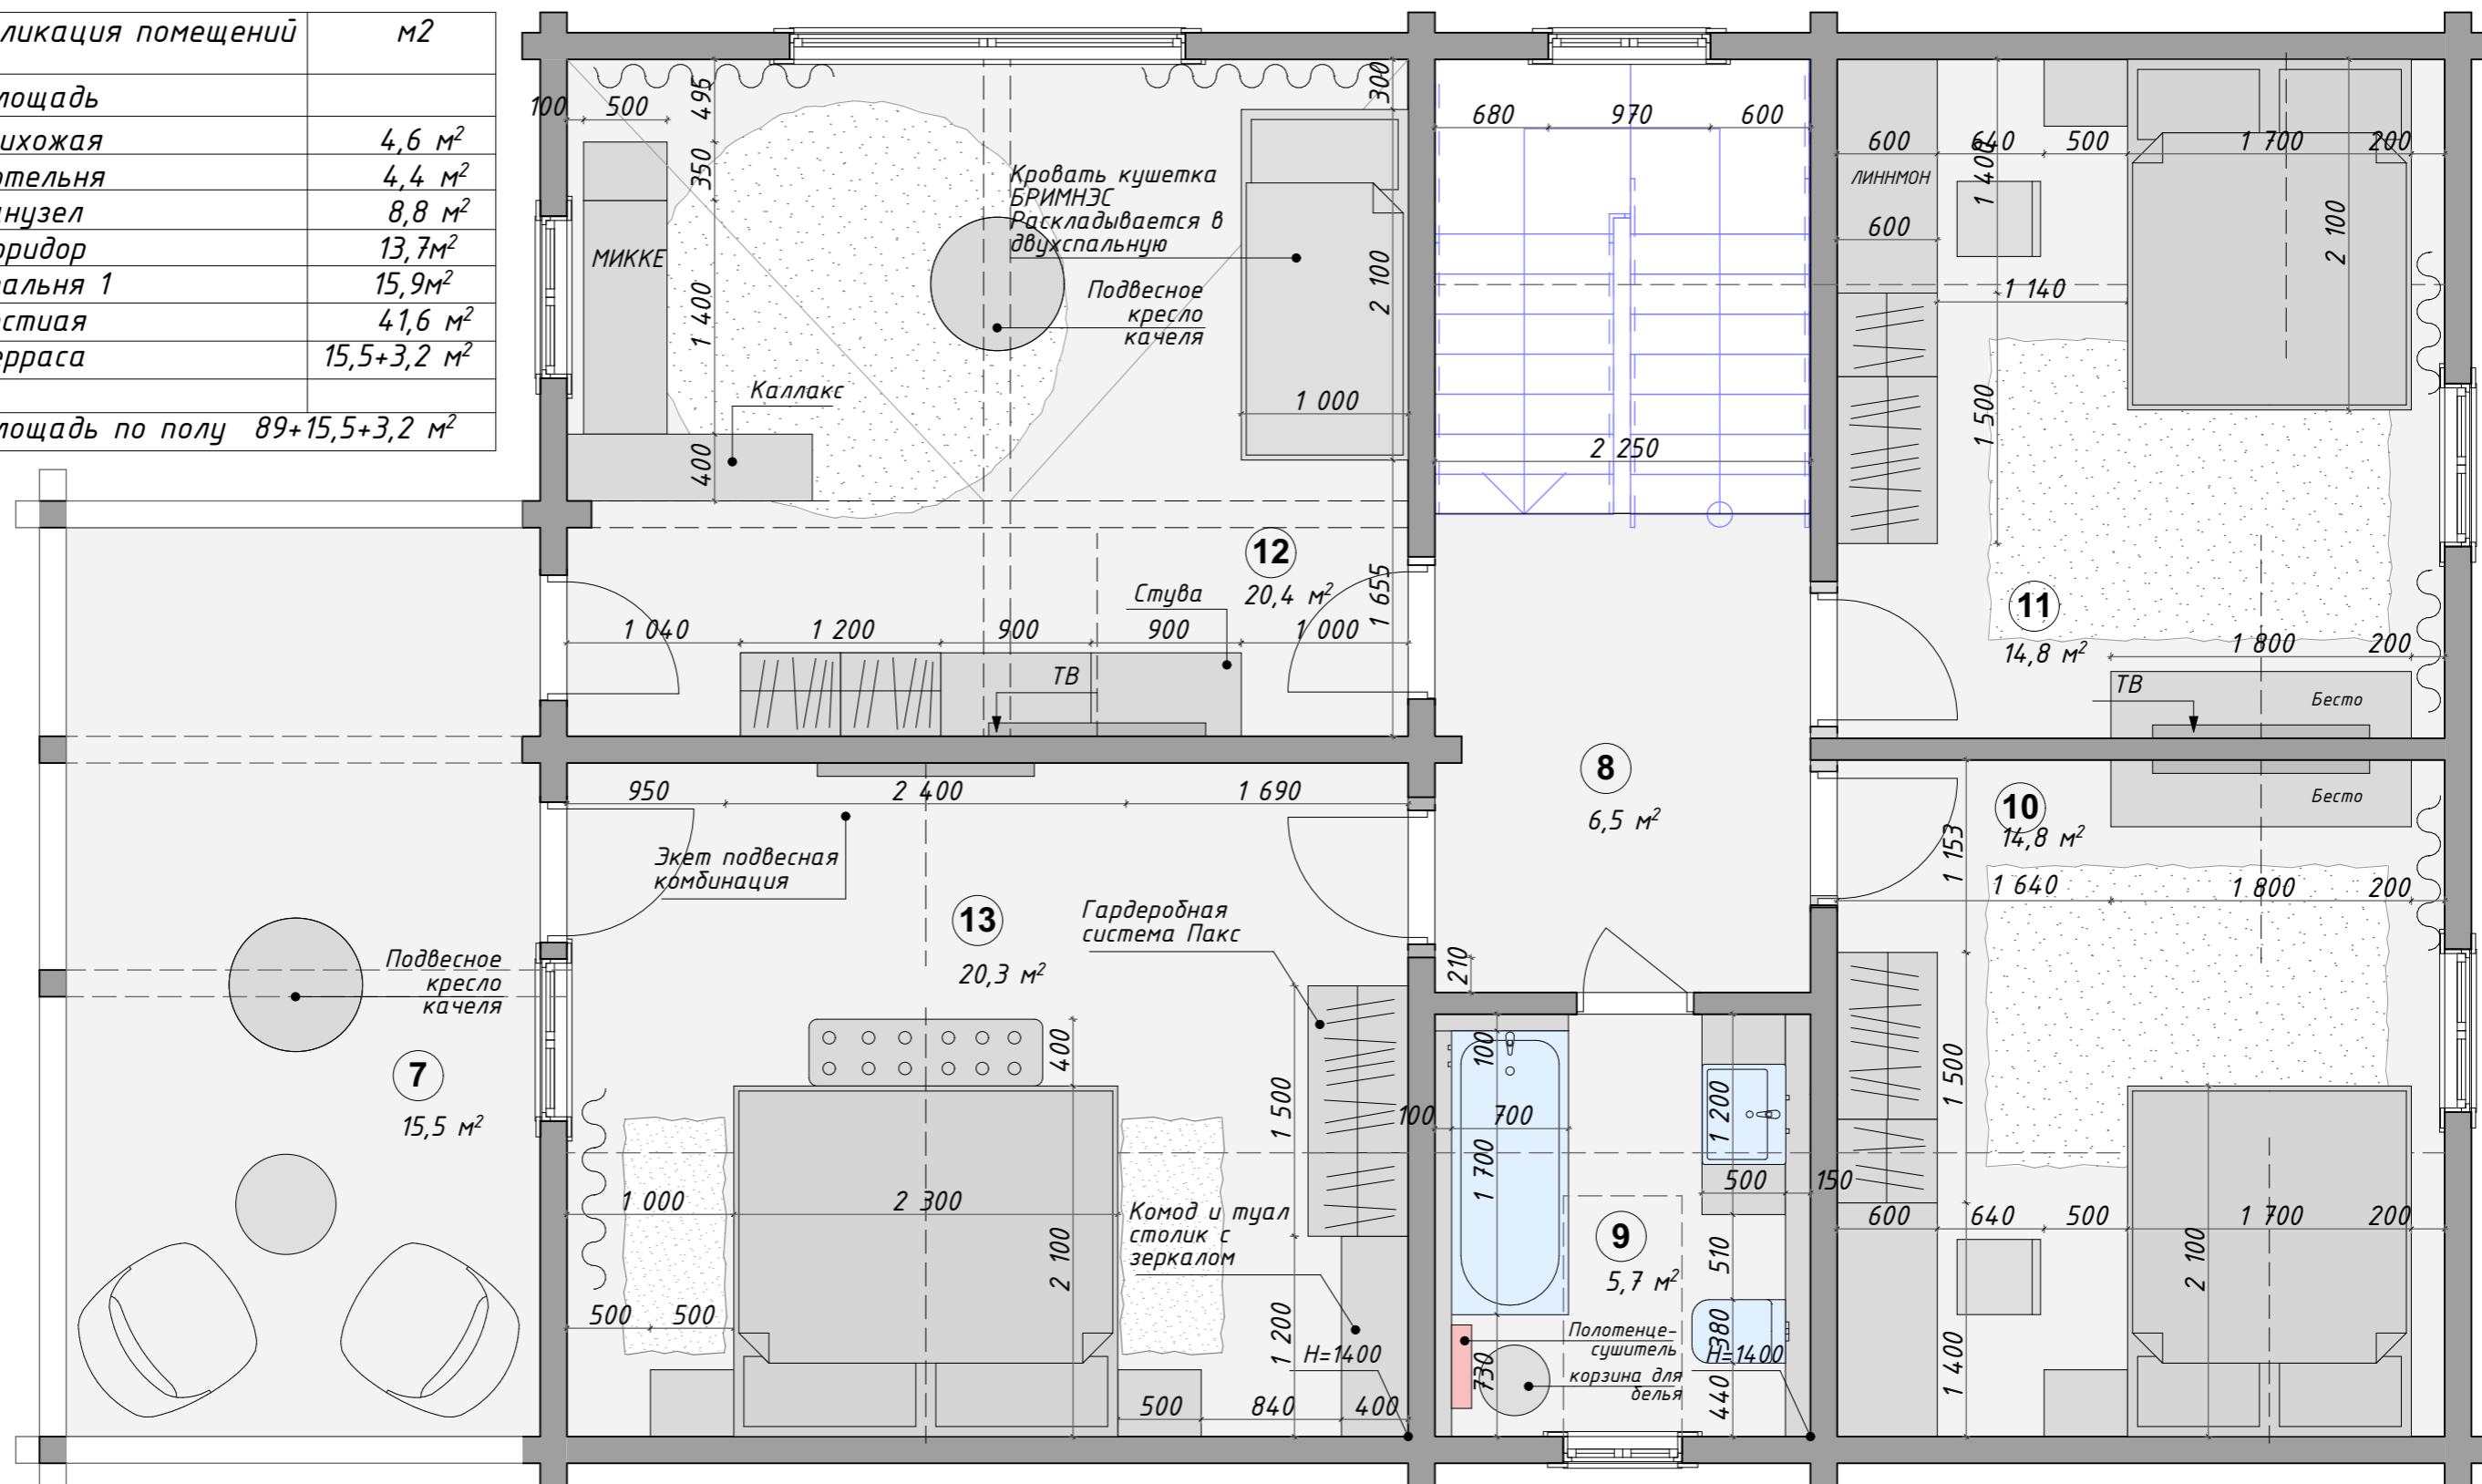 ликация помещений м2
лощадь
ихожая 4,6 м²
отельня 4,4 м²
нузел 8,8 м²
ридор 13,7м²
альня 1 15,9м²
стиая 41,6 м²
рраса 15,5+3,2 м²
лощадь по полу 89+15,5+3,2 м²
100 500 495
350
1 400
400
МИККЕ
Каллакс
Кровать кушетка
БРИМНЭС
Раскладывается в
двухспальную
Подвесное
кресло
качеля
300
2 100
1 000
1 655
12
20,4 м²
Стува
1 040 1 200 900 900 1 000
ТВ
680 970 600
2 250
600 640 500 1 700 200
1 400
ЛИННМОН
600
1 140
2 100
1 500
11
14,8 м²
1 800 200
ТВ
Бесто
8
6,5 м²
210
Бесто
10
14,8 м²
1 153
1 640 1 800 200
1 500
600 640 500 1 700 200
2 100
1 400
950 2 400 1 690
Экет подвесная
комбинация
13
20,3 м²
Гардеробная
система Пакс
400
1 500
1 000 2 300
2 100
Комод и туал
столик с
зеркалом
500 500
1 200
H=1400
500 840 400
Подвесное
кресло
качеля
7
15,5 м²
100
100 700
1 700
1 200
500 150
9
5,7 м²
510
380
Полотенце-
сушитель
H=1400
730
корзина для
белья
440